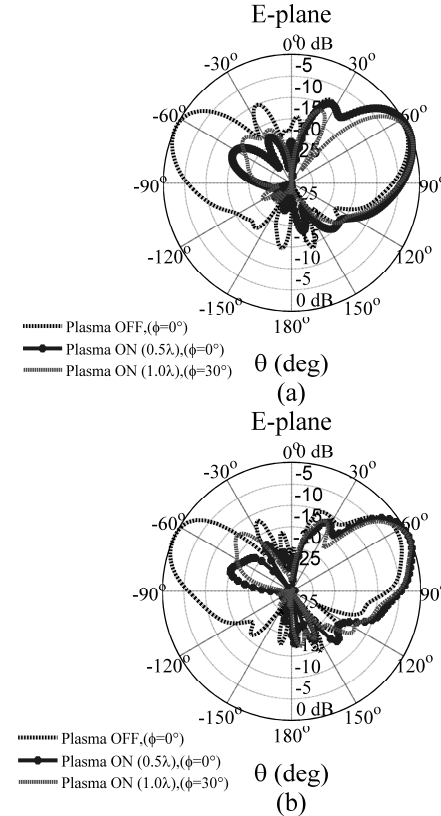 E-plane
0° 0 dB
-30° -5 30°
-10
-60° -15 60°
-10
-25
-90° -25 90°
-120° -10 120°
-5
-150° 0 dB 150°
180°
Plasma OFF,(ϕ=0°)
Plasma ON (0.5λ),(ϕ=0°)
Plasma ON (1.0λ),(ϕ=30°)
θ (deg)
(a)
E-plane
0° 0 dB
-30° -5 30°
-10
-60° -15 60°
-25
-90° -25 90°
-15
-120° -10 120°
-5
-150° 0 dB 150°
180°
Plasma OFF,(ϕ=0°)
Plasma ON (0.5λ),(ϕ=0°)
Plasma ON (1.0λ),(ϕ=30°)
θ (deg)
(b)